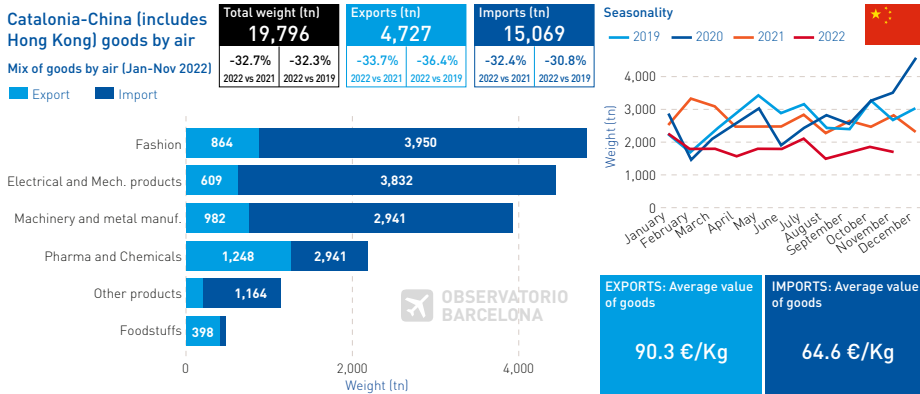 Catalonia-China (includes
Hong Kong) goods by air
Mix of goods by air (Jan-Nov 2022)
Export Import
Total weight (tn)
19,796
-32.7% -32.3%
2022 vs 2021 2022 vs 2019
Exports (tn)
4,727
-33.7% -36.4%
2022 vs 2021 2022 vs 2019
Imports (tn)
15,069
-32.4% -30.8%
2022 vs 2021 2022 vs 2019
Fashion 864 3,950
Electrical and Mech. products 609 3,832
Machinery and metal manuf. 982 2,941
Pharma and Chemicals 1,248 2,941
Other products 1,164
Foodstuffs 398
0 2,000 4,000
Weight (tn)
OBSERVATORIO
BARCELONA
Seasonality
2019 2020 2021 2022
Weight (tn)
4,000
3,000
2,000
1,000
0
January February March April May June July August September October November December
EXPORTS: Average value
of goods
90.3 €/Kg
IMPORTS: Average value
of goods
64.6 €/Kg